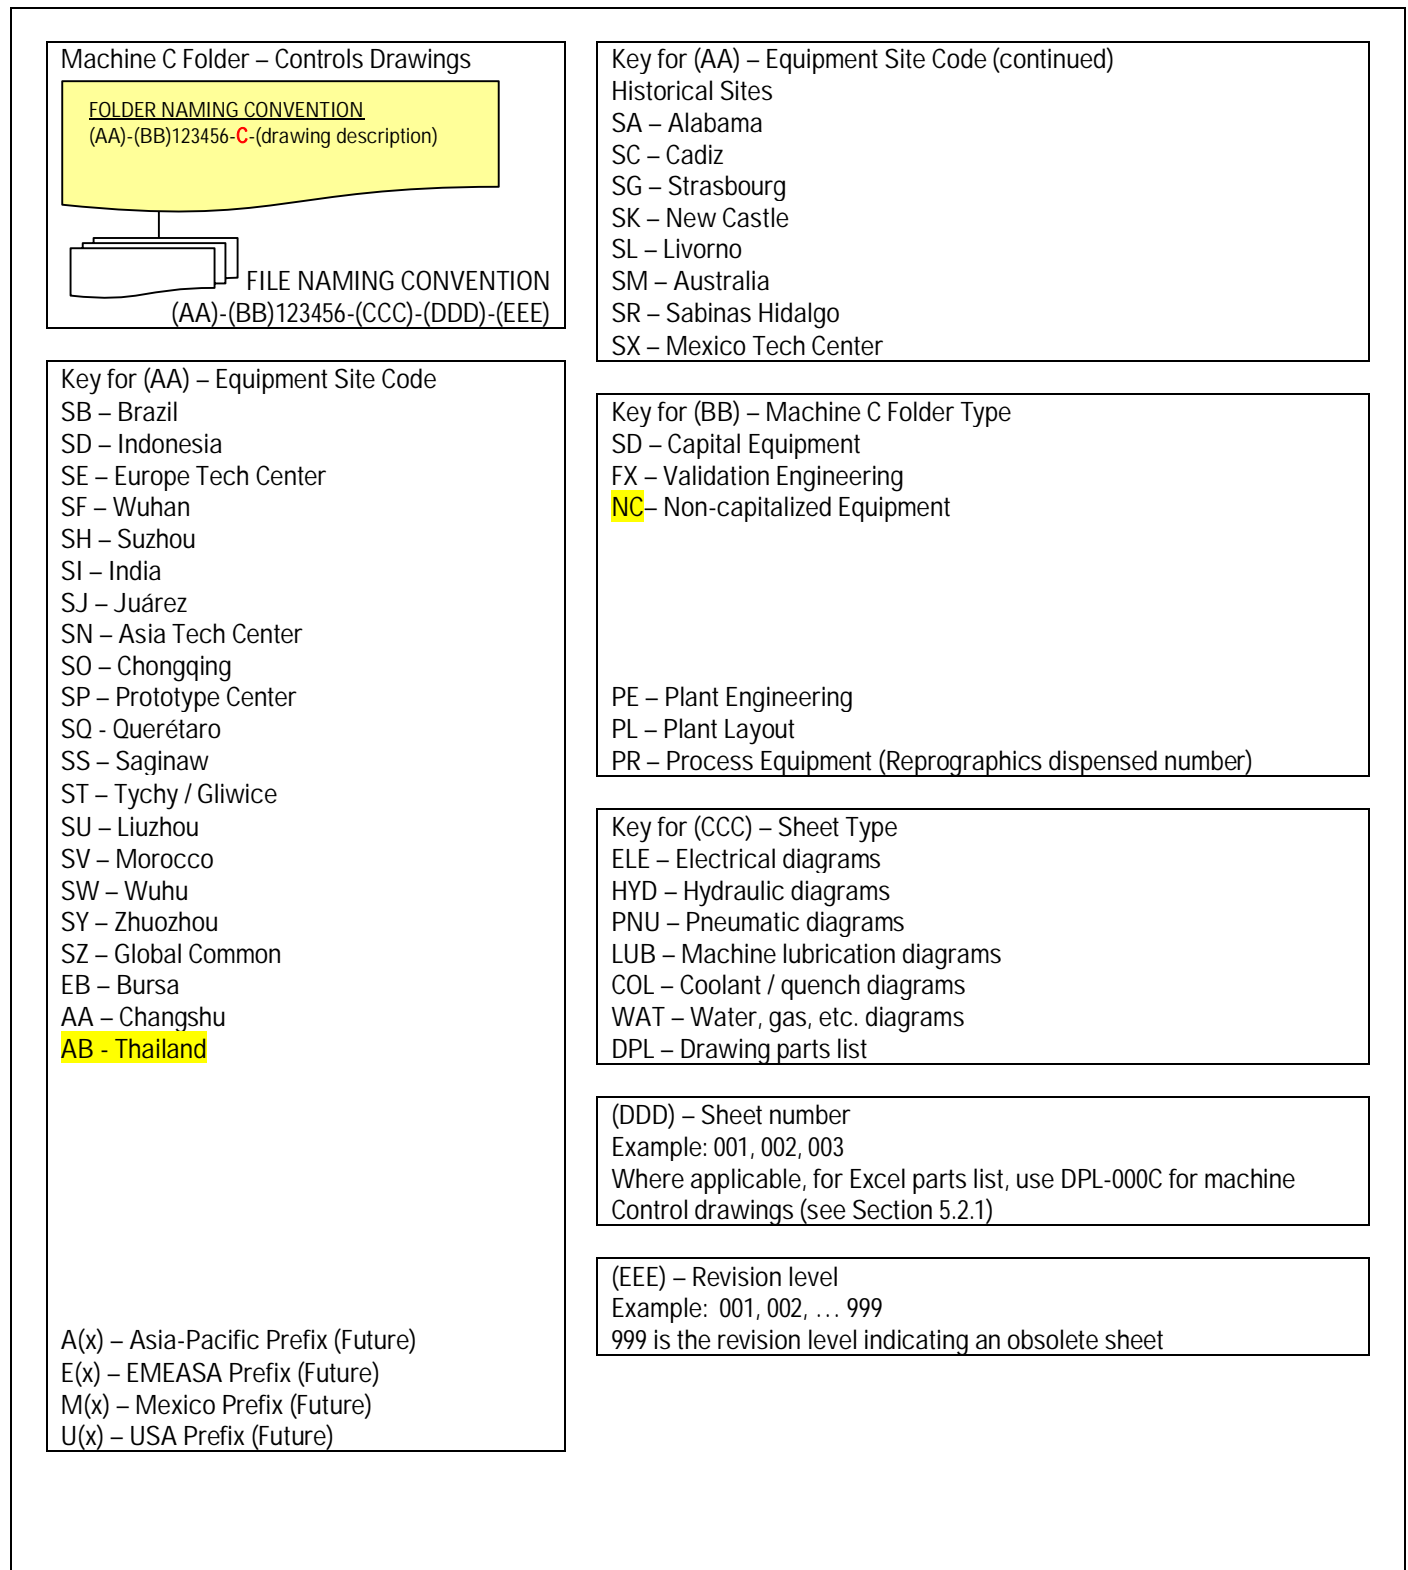 Machine C Folder – Controls Drawings
FOLDER NAMING CONVENTION
(AA)-(BB)123456-C-(drawing description)
FILE NAMING CONVENTION
(AA)-(BB)123456-(CCC)-(DDD)-(EEE)
Key for (AA) – Equipment Site Code
SB – Brazil
SD – Indonesia
SE – Europe Tech Center
SF – Wuhan
SH – Suzhou
SI – India
SJ – Juárez
SN – Asia Tech Center
SO – Chongqing
SP – Prototype Center
SQ - Querétaro
SS – Saginaw
ST – Tychy / Gliwice
SU – Liuzhou
SV – Morocco
SW – Wuhu
SY – Zhuozhou
SZ – Global Common
EB – Bursa
AA – Changshu
AB - Thailand
A(x) – Asia-Pacific Prefix (Future)
E(x) – EMEASA Prefix (Future)
M(x) – Mexico Prefix (Future)
U(x) – USA Prefix (Future)
Key for (AA) – Equipment Site Code (continued)
Historical Sites
SA – Alabama
SC – Cadiz
SG – Strasbourg
SK – New Castle
SL – Livorno
SM – Australia
SR – Sabinas Hidalgo
SX – Mexico Tech Center
Key for (BB) – Machine C Folder Type
SD – Capital Equipment
FX – Validation Engineering
NC– Non-capitalized Equipment
PE – Plant Engineering
PL – Plant Layout
PR – Process Equipment (Reprographics dispensed number)
Key for (CCC) – Sheet Type
ELE – Electrical diagrams
HYD – Hydraulic diagrams
PNU – Pneumatic diagrams
LUB – Machine lubrication diagrams
COL – Coolant / quench diagrams
WAT – Water, gas, etc. diagrams
DPL – Drawing parts list
(DDD) – Sheet number
Example: 001, 002, 003
Where applicable, for Excel parts list, use DPL-000C for machine
Control drawings (see Section 5.2.1)
(EEE) – Revision level
Example:  001, 002, … 999
999 is the revision level indicating an obsolete sheet